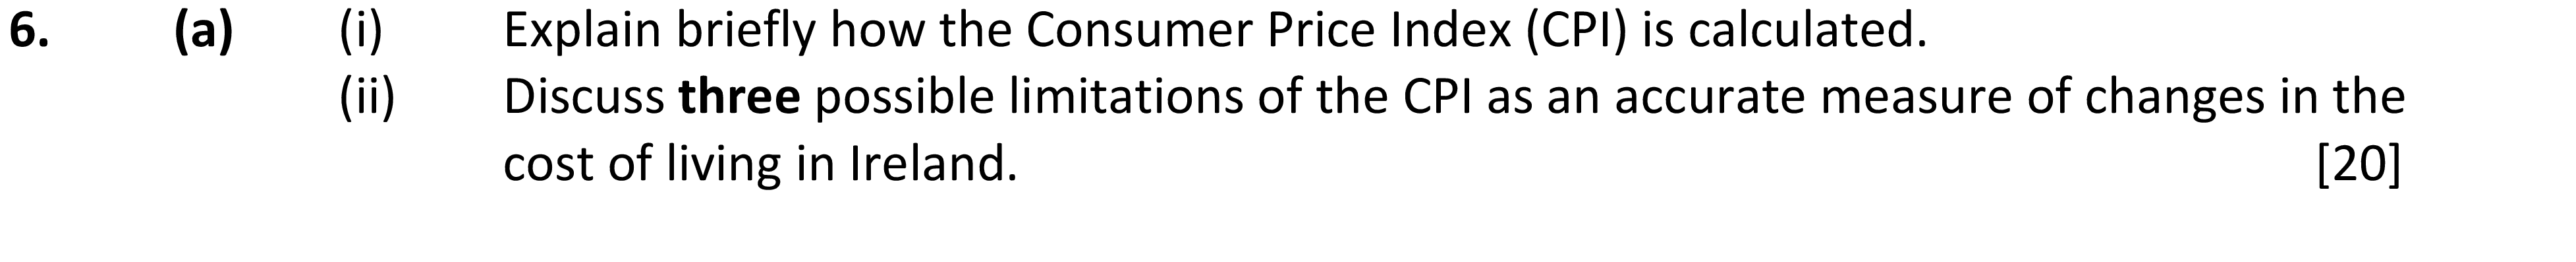 6. (a) (i) Explain briefly how the Consumer Price Index (CPI) is calculated.
(ii) Discuss three possible limitations of the CPI as an accurate measure of changes in the
cost of living in Ireland. [20]